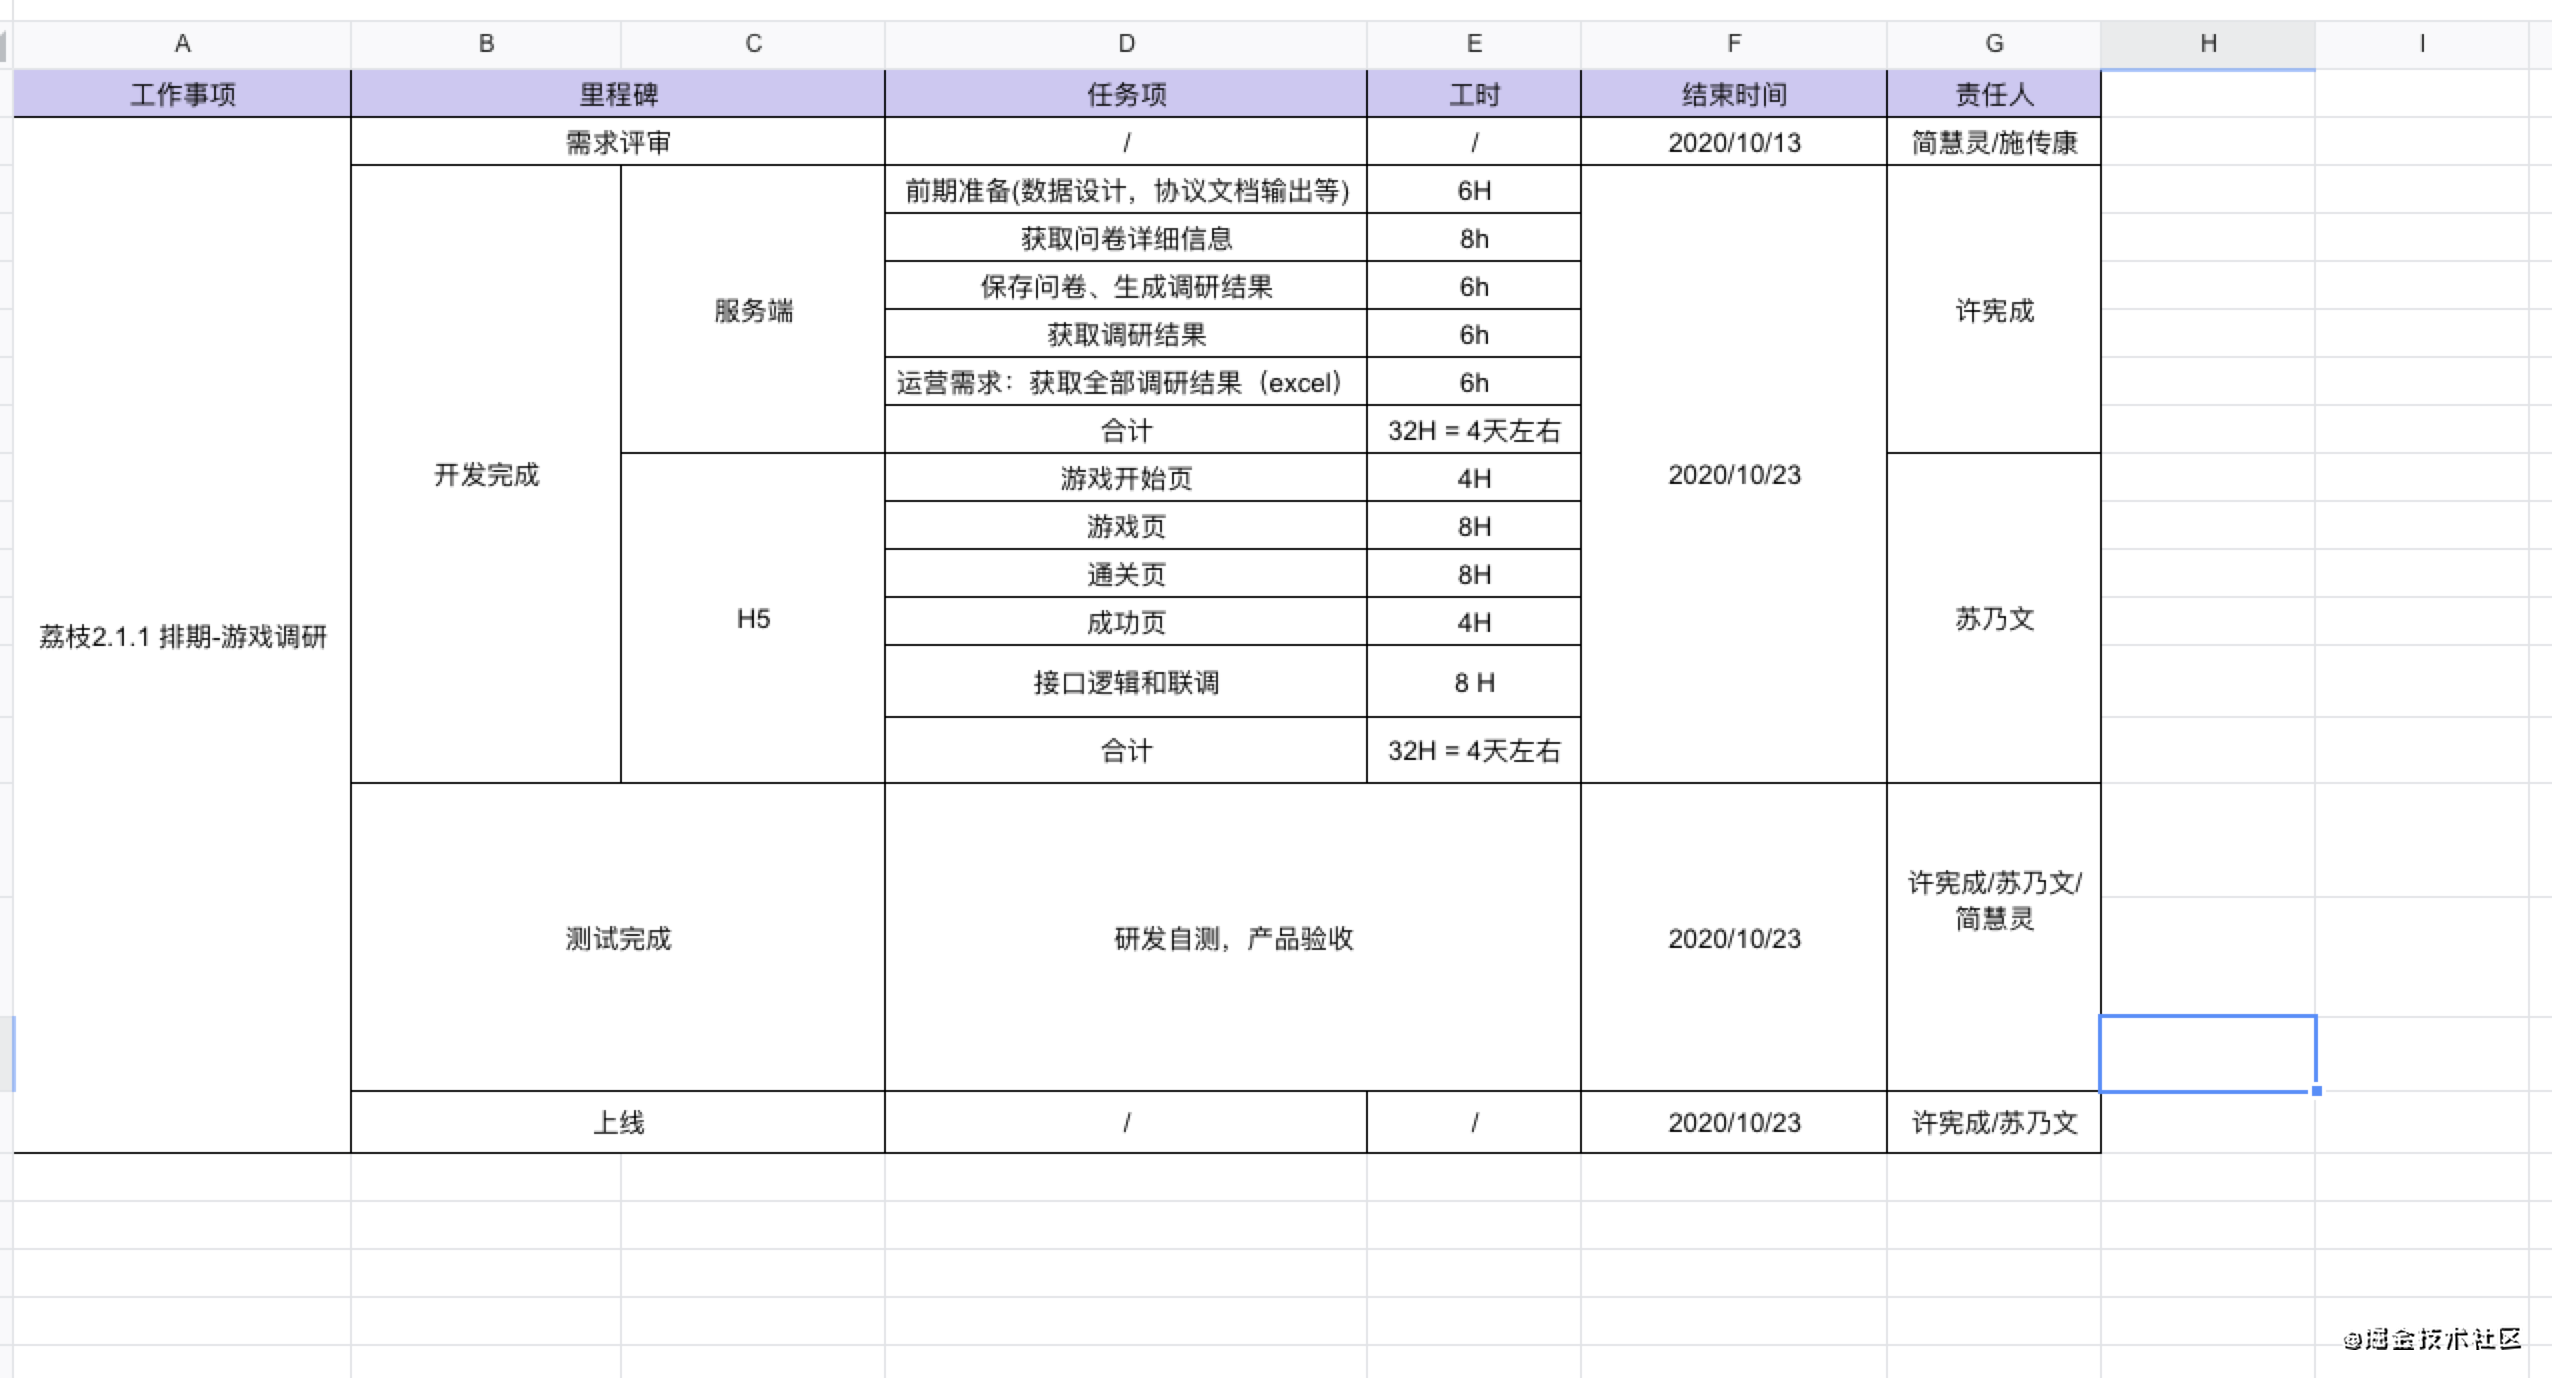 A B C D E F G H I
工作事项 里程碑 任务项 工时 结束时间 责任人
需求评审 / / 2020/10/13 简慧灵/施传康
前期准备(数据设计，协议文档输出等) 6H
获取问卷详细信息 8h
保存问卷、生成调研结果 6h
服务端 许宪成
获取调研结果 6h
运营需求：获取全部调研结果（excel） 6h
合计 32H = 4天左右
开发完成 游戏开始页 4H 2020/10/23
游戏页 8H
通关页 8H
H5 成功页 4H 苏乃文
荔枝2.1.1 排期-游戏调研
接口逻辑和联调 8 H
合计 32H = 4天左右
许宪成/苏乃文/
简慧灵
测试完成 研发自测，产品验收 2020/10/23
上线 / / 2020/10/23 许宪成/苏乃文
@掘金技术社区